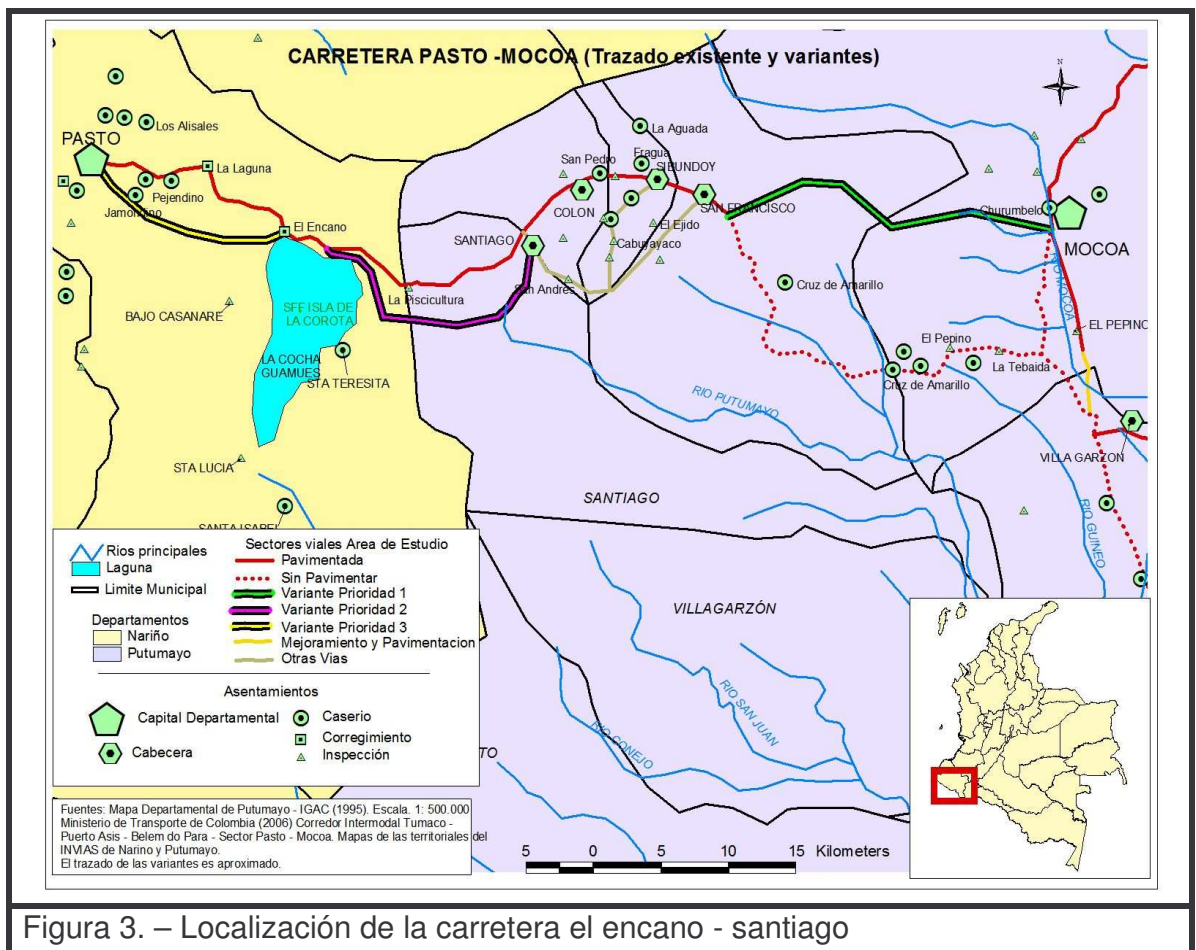 CARRETERA PASTO -MOCOA (Trazado existente y variantes)
N
Los Alisales
PASTO
La Laguna
Pejendino
Jamondino
El Encano
La Aguada
Fragua
San Pedro
SIBUNDOY
COLON
SAN FRANCISCO
El Ejido
SANTIAGO
Cabuyayaco
San Andres
La Piscicultura
Churumbelo
MOCOA
RIO MOCOA
Cruz de Amarillo
BAJO CASANARE
SFF ISLA DE
LA COROTA
LA COCHA
GUAMUES
STA TERESITA
EL PEPINO
El Pepino
La Tebaida
Cruz de Amarillo
RIO PUTUMAYO
VILLA GARZON
STA LUCIA
SANTA ISABEL
SANTIAGO
RIO GUINEO
VILLAGARZÓN
RIO SAN JUAN
RIO CONEJO
TO
Rios principales
Laguna
Limite Municipal
Departamentos
Nariño
Putumayo
Sectores viales Area de Estudio
Pavimentada
Sin Pavimentar
Variante Prioridad 1
Variante Prioridad 2
Variante Prioridad 3
Mejoramiento y Pavimentacion
Otras Vias
Asentamientos
Capital Departamental
Caserio
Corregimiento
Cabecera
Inspección
Fuentes: Mapa Departamental de Putumayo - IGAC (1995). Escala. 1: 500.000
Ministerio de Transporte de Colombia (2006) Corredor Intermodal Tumaco -
Puerto Asis - Belem do Para - Sector Pasto - Mocoa. Mapas de las territoriales del
INVIAS de Narino y Putumayo.
El trazado de las variantes es aproximado.
5 0 5 10 15 Kilometers
Figura 3. – Localización de la carretera el encano - santiago